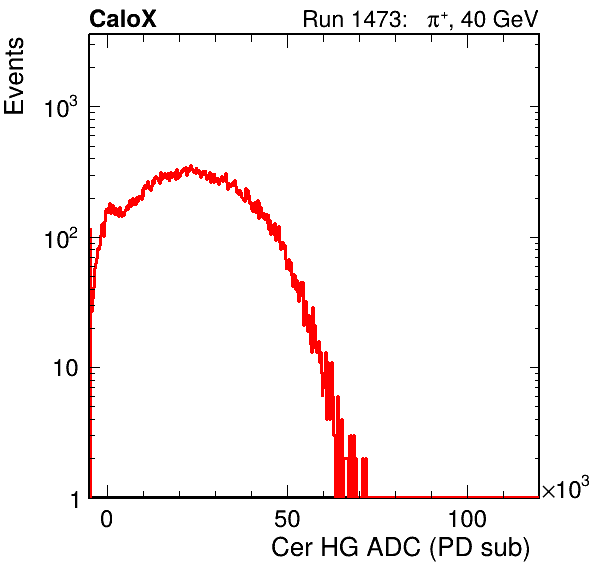 CaloX Run 1473: π⁺, 40 GeV
Events
10³
10²
10
1
0 50 100 ×10³
Cer HG ADC (PD sub)